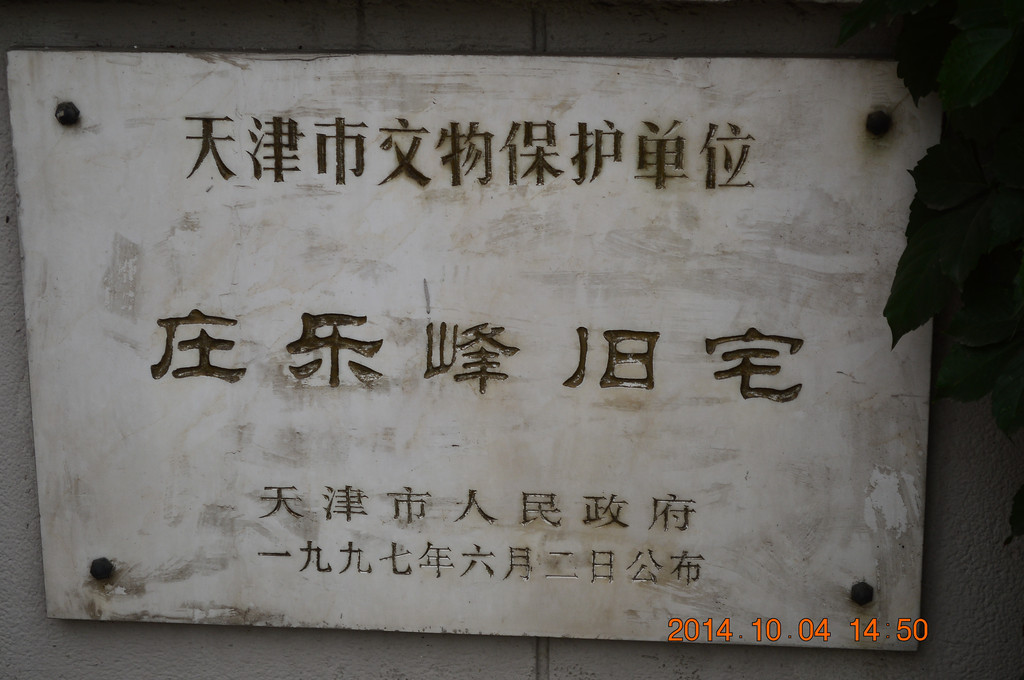 天津市文物保护单位
庄乐峰旧宅
天津市人民政府
一九九七年六月二日公布
2014.10.04 14:50